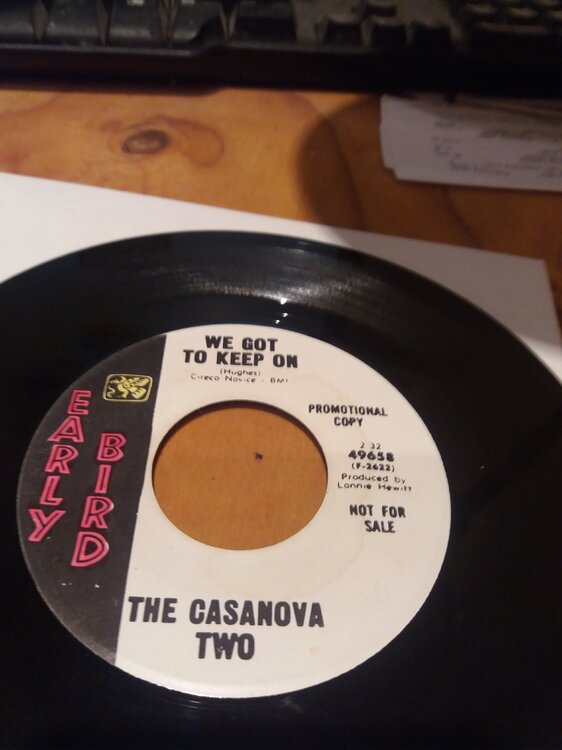 WE GOT
TO KEEP ON
(Hughes)
Cireco Novice - BMI
EARLY
BIRD
PROMOTIONAL
COPY
2 32
49658
(F-2622)
Produced by
Lonnie Hewitt
NOT FOR
SALE
THE CASANOVA
TWO